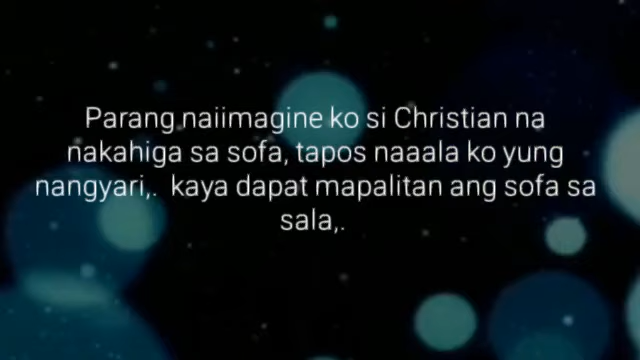 Parang naiimagine ko si Christian na
nakahiga sa sofa, tapos naaala ko yung
nangyari,. kaya dapat mapalitan ang sofa sa
sala,.